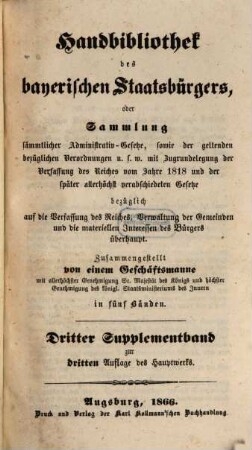 Handbibliothek
des
bayerischen Staatsbürgers,
oder
Sammlung
sämmtlicher Administrativ-Gesetze, sowie der geltenden
bezüglichen Verordnungen u. s. w. mit Zugrundelegung der
Verfassung des Reiches vom Jahre 1818 und der
später allerhöchst verabschiedeten Gesetze
bezüglich
auf die Verfassung des Reiches, Verwaltung der Gemeinden
und die materiellen Interessen des Bürgers
überhaupt.
Zusammengestellt
von einem Geschäftsmanne
mit allerhöchster Genehmigung Sr. Majestät des Königs und höchster
Genehmigung des Königl. Staatsministeriums des Innern
in fünf Bänden.
Dritter Supplementband
zur
dritten Auflage des Hauptwerks.
Augsburg, 1866.
Druck und Verlag der Karl Kollmann'schen Buchhandlung.